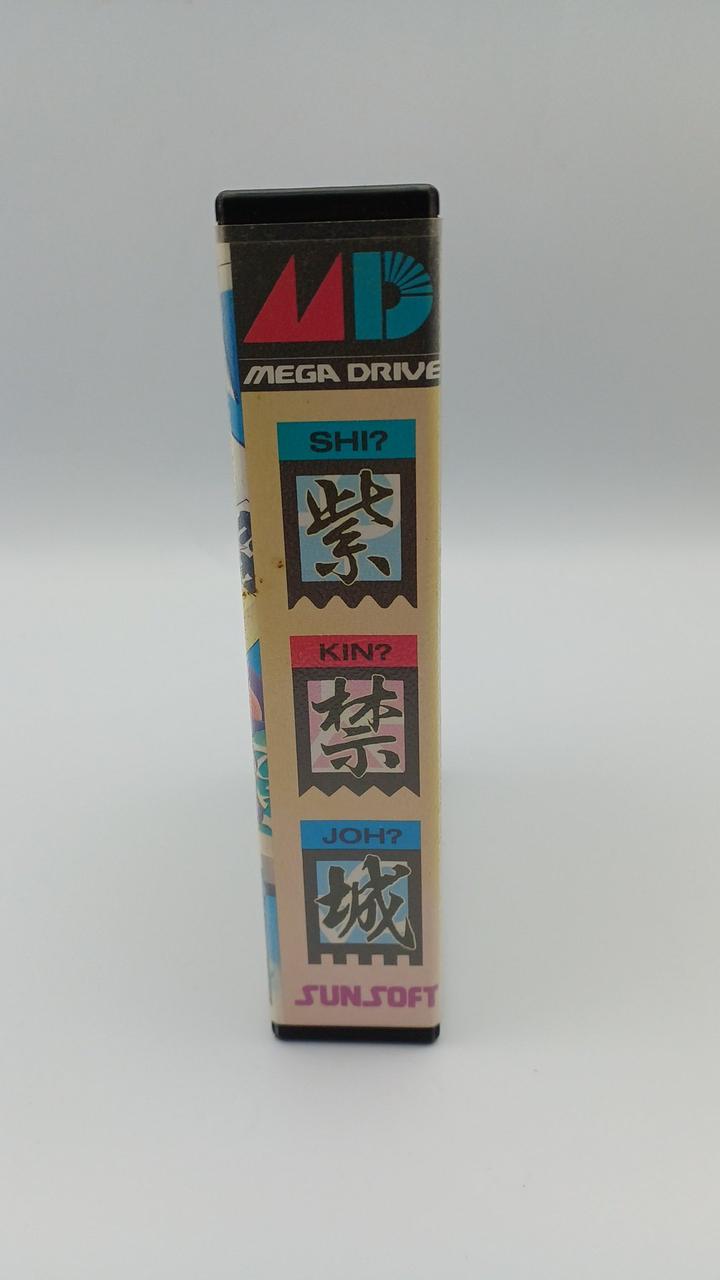 MD
MEGA DRIVE
SHI?
紫
KIN?
禁
JOH?
城
SUNSOFT